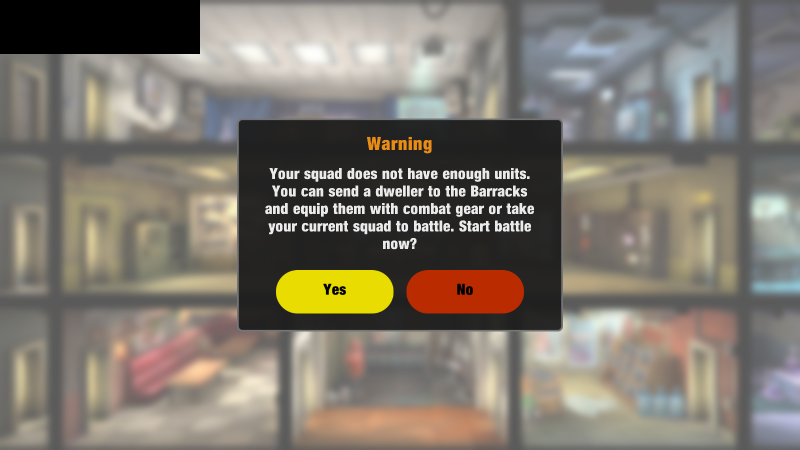 Warning
Your squad does not have enough units.
You can send a dweller to the Barracks
and equip them with combat gear or take
your current squad to battle. Start battle
now?
Yes
No